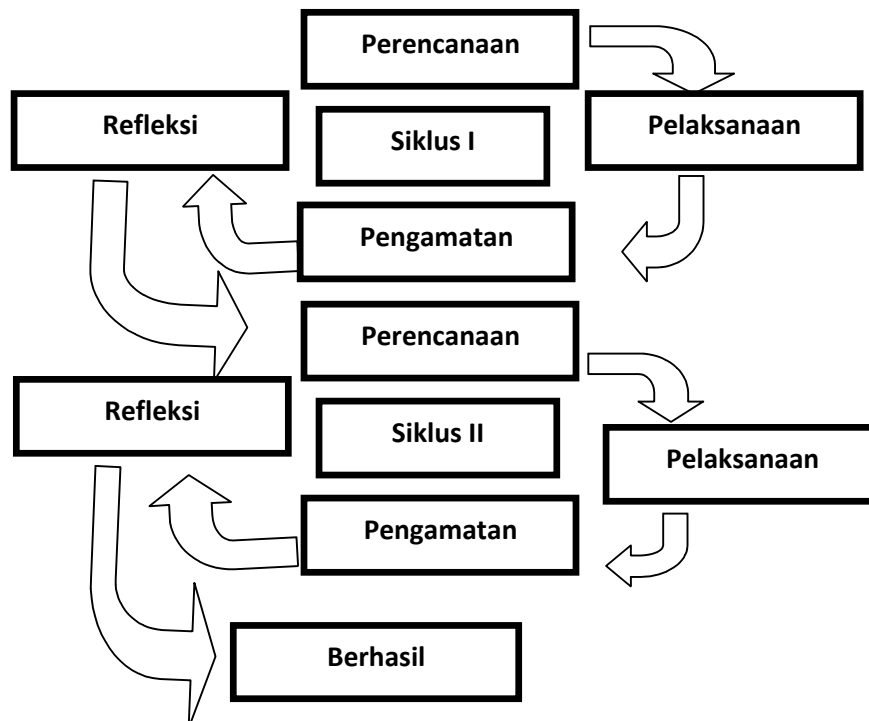 Perencanaan
Refleksi
Siklus I
Pelaksanaan
Pengamatan
Perencanaan
Refleksi
Siklus II
Pelaksanaan
Pengamatan
Berhasil